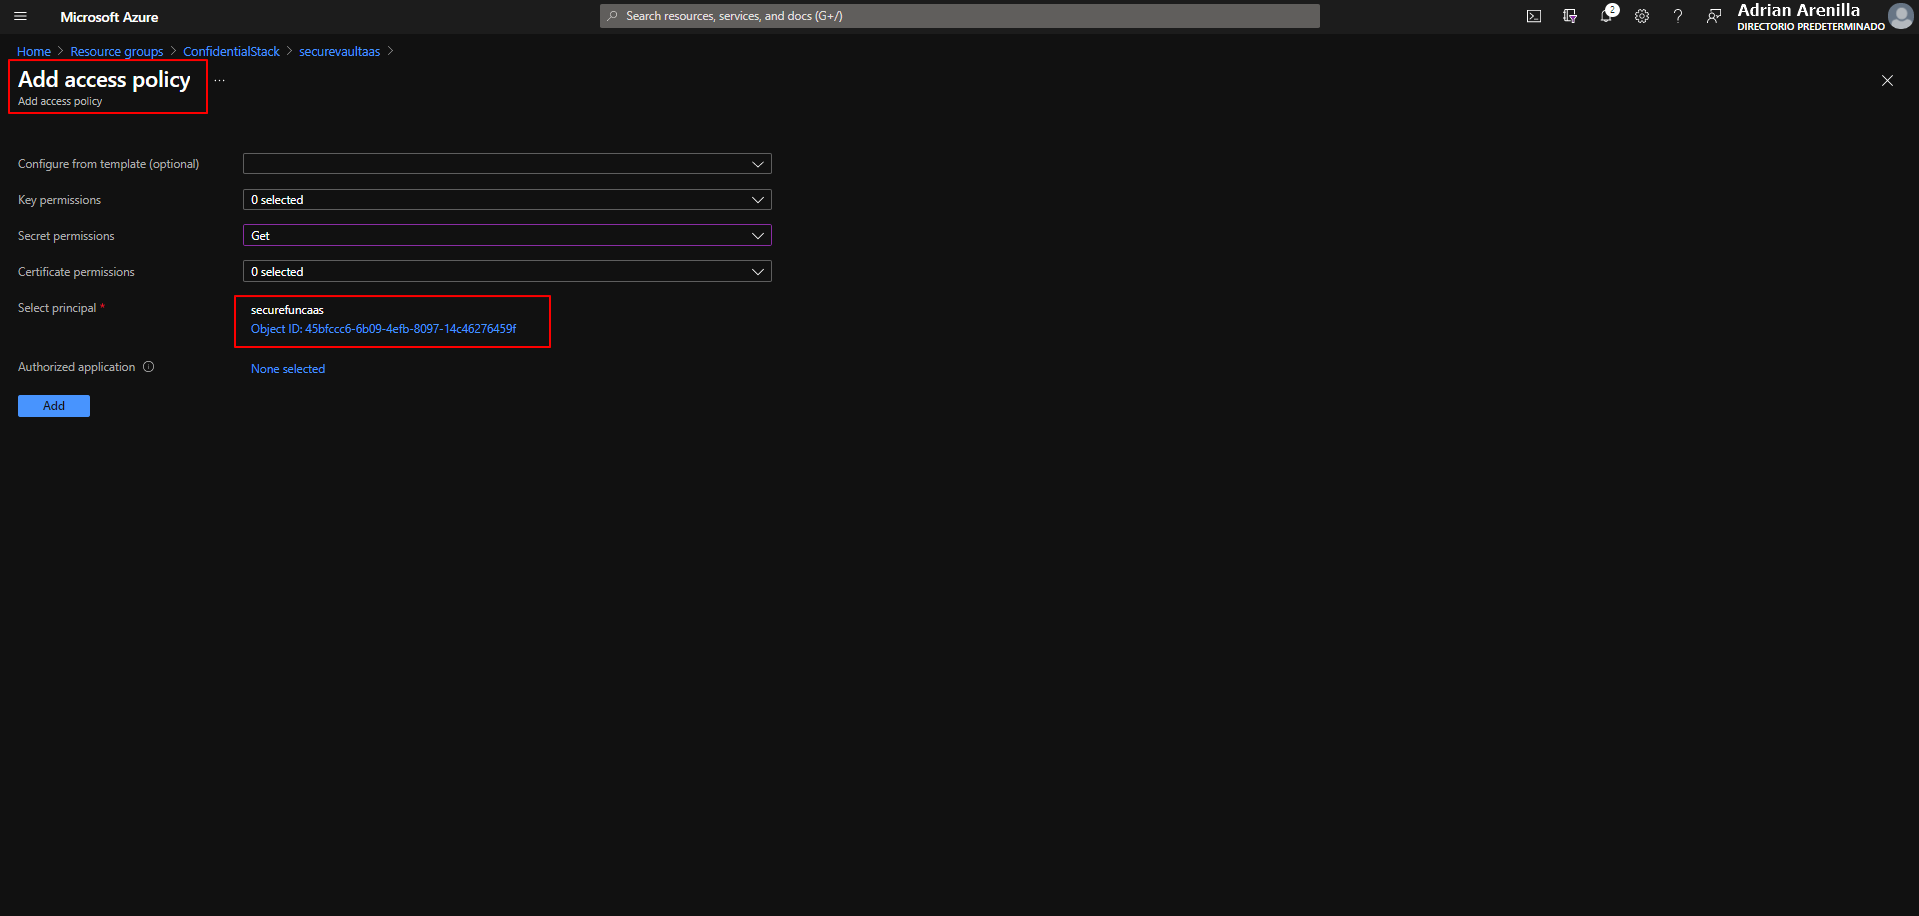 Microsoft Azure
Search resources, services, and docs (G+/)
2
Adrian Arenilla
DIRECTORIO PREDETERMINADO
Home > Resource groups > ConfidentialStack > securevaultaas >
Add access policy ...
Add access policy
Configure from template (optional)
Key permissions
0 selected
Secret permissions
Get
Certificate permissions
0 selected
Select principal *
securefuncaas
Object ID: 45bfccc6-6b09-4efb-8097-14c46276459f
Authorized application
None selected
Add